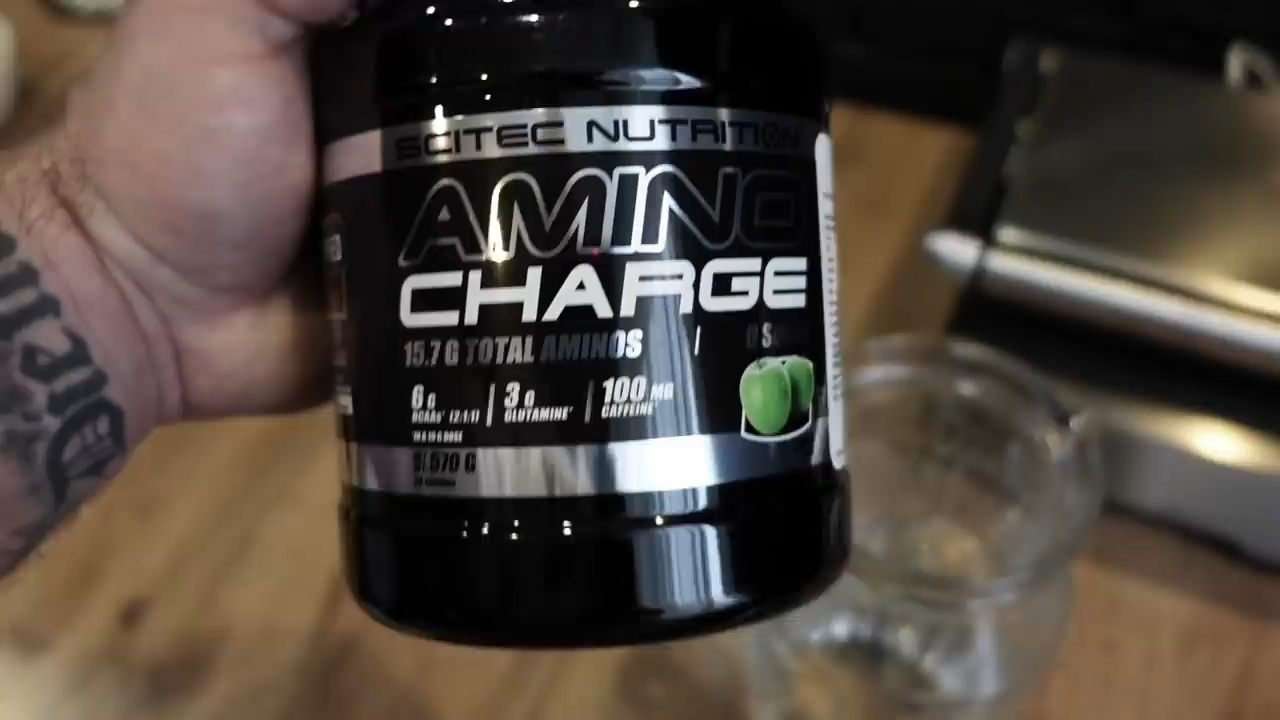 SCITEC NUTRITION
AMINO
CHARGE
15.7 G TOTAL AMINOS
6 G
BCAAs* (2:1:1)
3 G
GLUTAMINE*
100 MG
CAFFEINE*
570 G